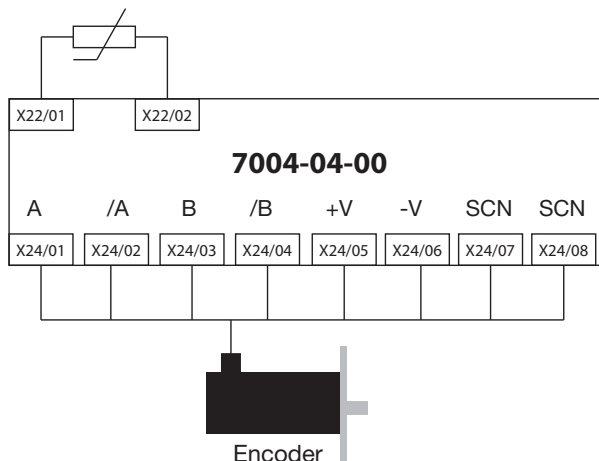 X22/01 X22/02
7004-04-00
A /A B /B +V -V SCN SCN
X24/01 X24/02 X24/03 X24/04 X24/05 X24/06 X24/07 X24/08
Encoder